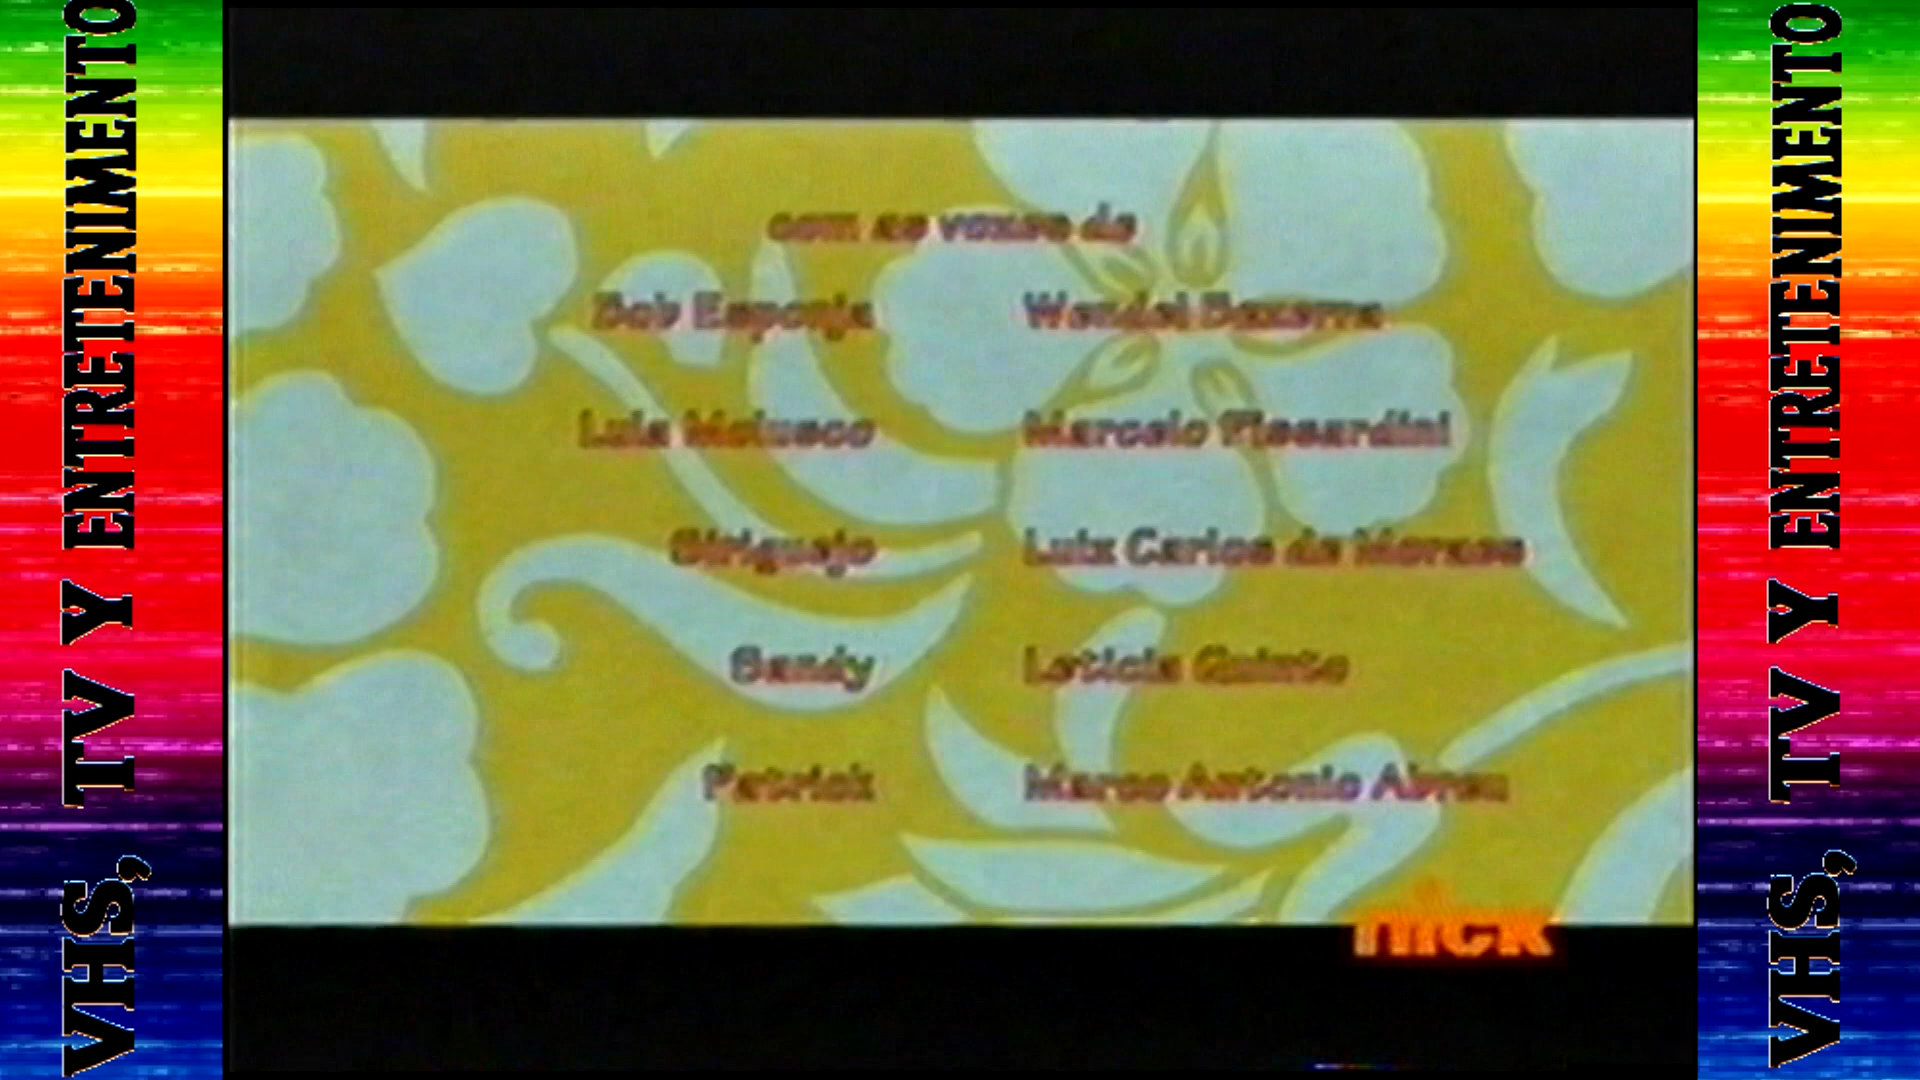 VHS, TV Y ENTRETENIMENTO
com as vozes de
Bob Esponja Wendel Bezerra
Lula Molusco Marcelo Pissardini
Siriguejo Luiz Carlos de Moraes
Sandy Leticia Quinto
Patrick Marco Antonio Abreu
nick
VHS, TV Y ENTRETENIMENTO